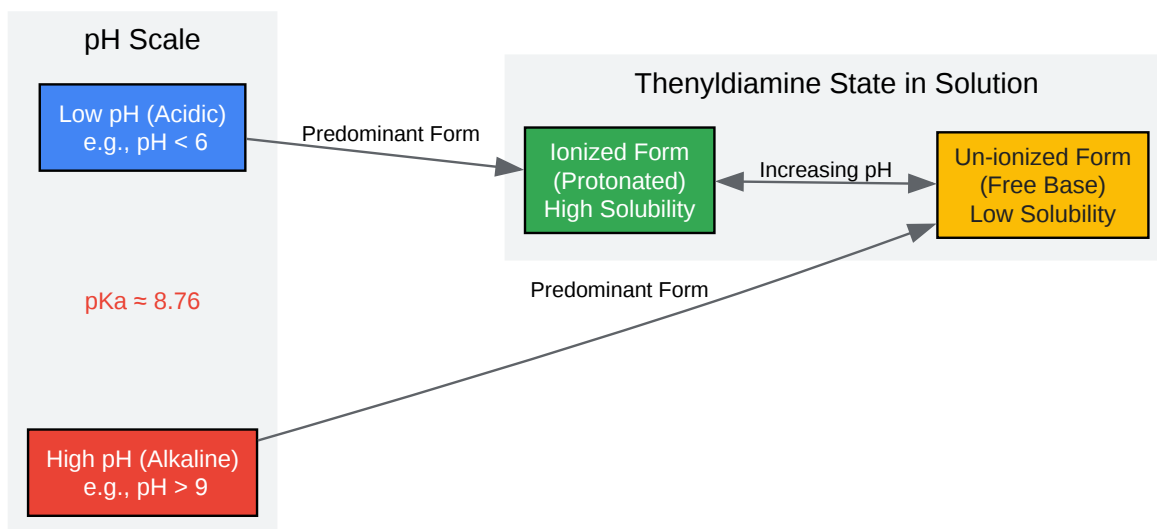 pH Scale
Low pH (Acidic)
e.g., pH < 6
pKa ≈ 8.76
High pH (Alkaline)
e.g., pH > 9
Predominant Form
Thenyldiamine State in Solution
Ionized Form
(Protonated)
High Solubility
Increasing pH
Un-ionized Form
(Free Base)
Low Solubility
Predominant Form